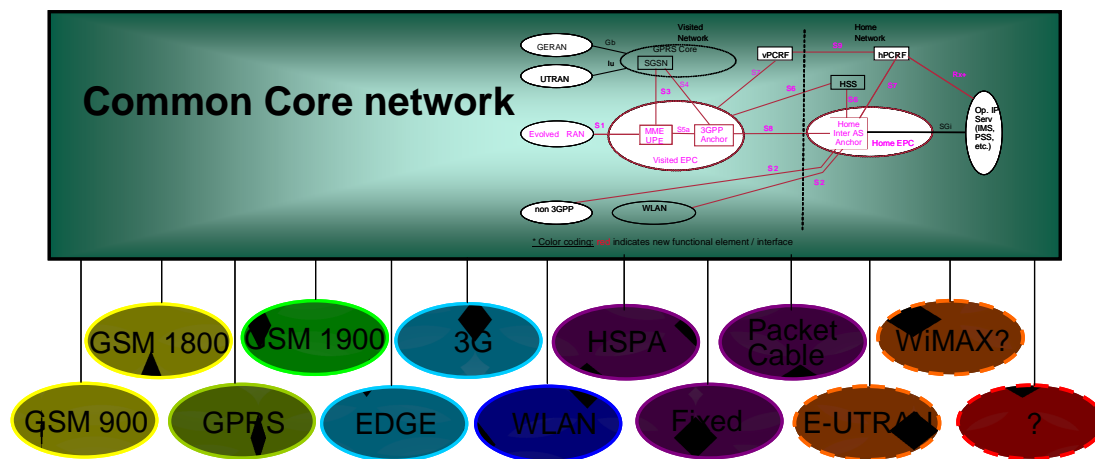 Common Core network
Visited
Network
Home
Network
GERAN
Gb
GPRS Core
SGSN
vPCRF
hPCRF
UTRAN
Iu
S3
S4
S7
S6
HSS
S6
S7
Op. IP
Serv
(IMS,
PSS,
etc.)
Evolved RAN
S1
MME
UPE
S5a
3GPP
Anchor
S8
Home
Inter AS
Anchor
Home EPC
SGi
Visited EPC
S2
S2
non 3GPP
WLAN
* Color coding: red indicates new functional element / interface
GSM 1800
GSM 1900
3G
HSPA
Packet
Cable
WiMAX?
GSM 900
GPRS
EDGE
WLAN
Fixed
E-UTRAN
?